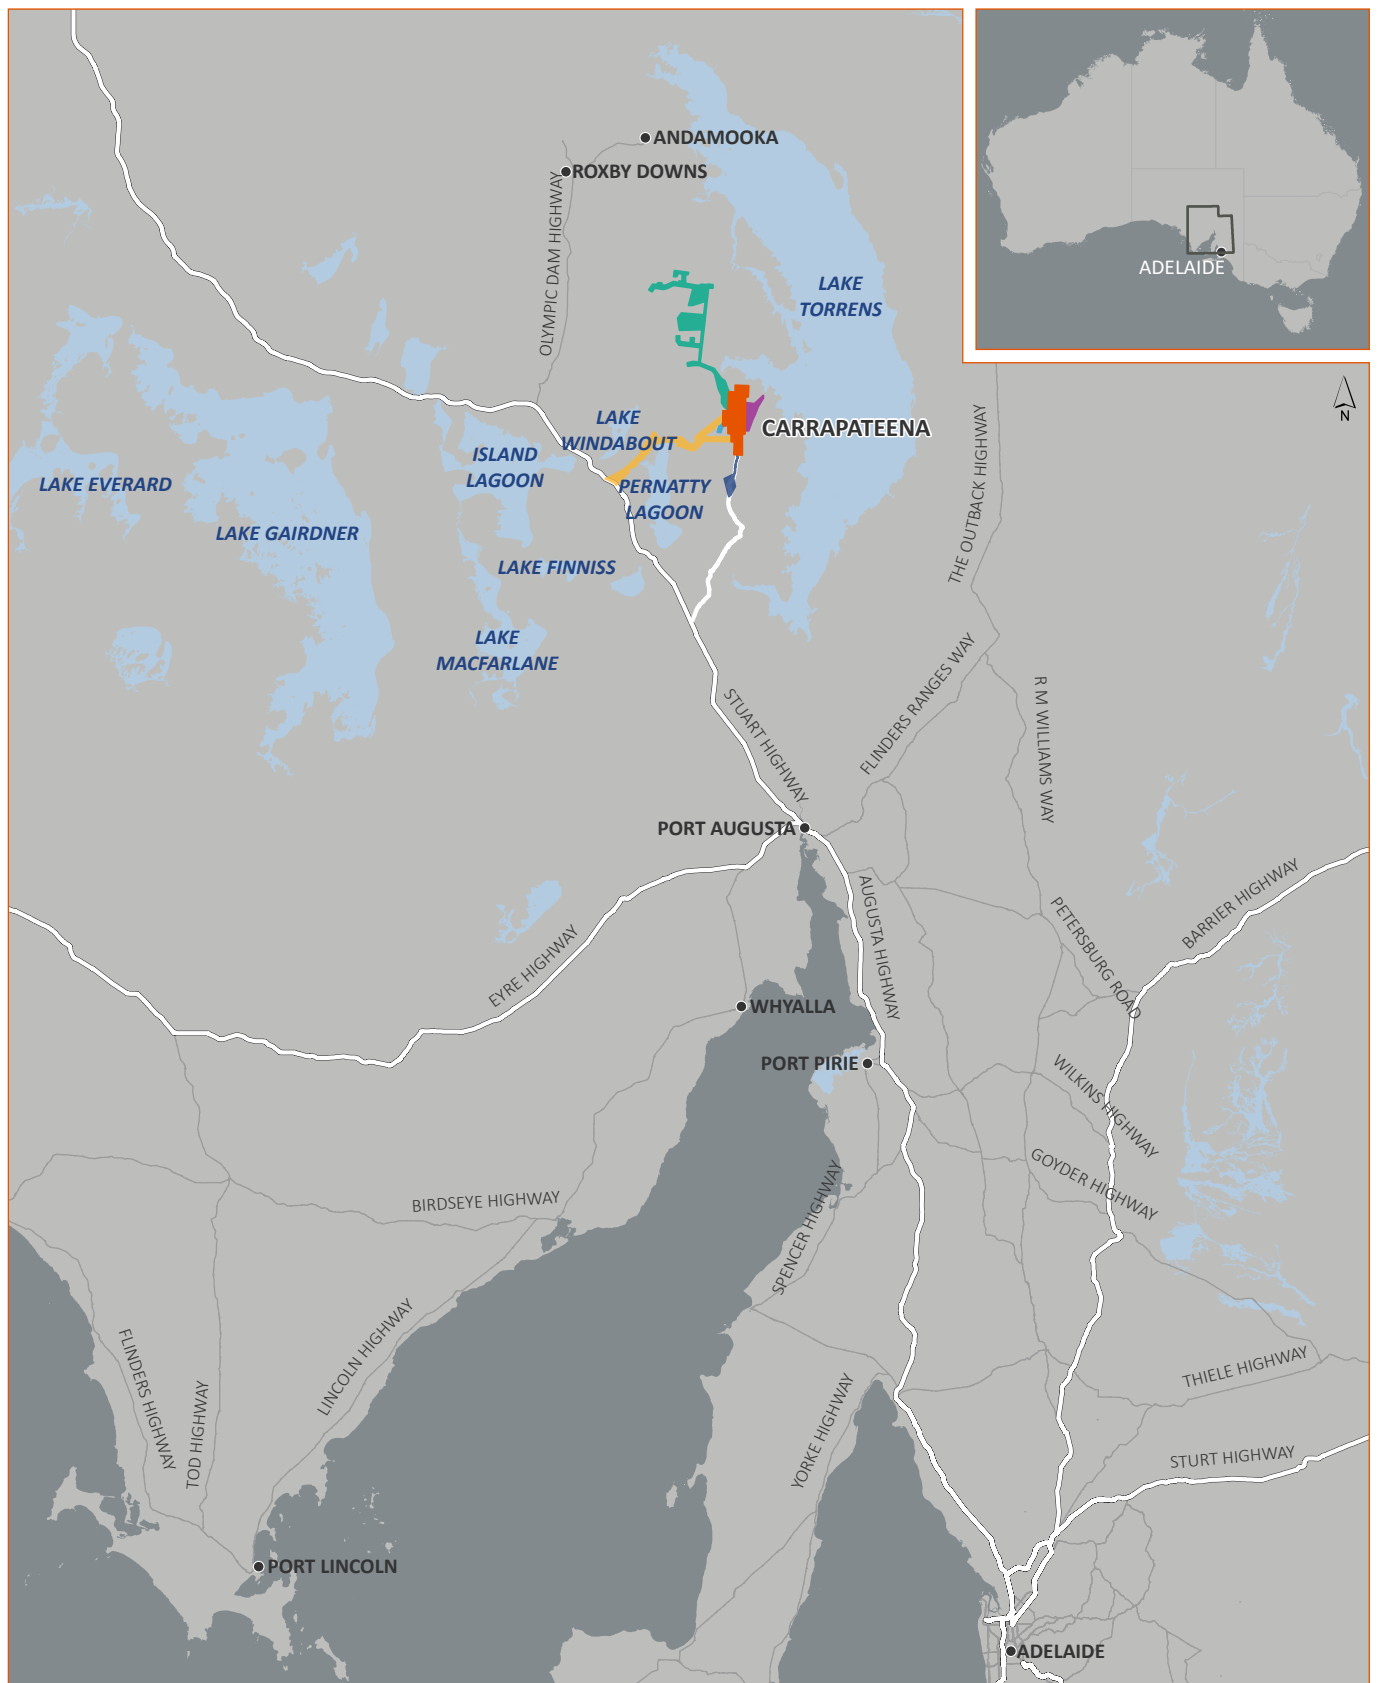 ANDAMOOKA
ROXBY DOWNS
OLYMPIC DAM HIGHWAY
LAKE
TORRENS
ADELAIDE
N
LAKE
WINDABOUT
CARRAPATEENA
ISLAND
LAGOON
LAKE EVERARD
PERNATTY
LAGOON
LAKE GAIRDNER
LAKE FINNISS
THE OUTBACK HIGHWAY
LAKE
MACFARLANE
FLINDERS RANGES WAY
R M WILLIAMS WAY
STUART HIGHWAY
PORT AUGUSTA
BARRIER HIGHWAY
AUGUSTA HIGHWAY
PETERSBURG ROAD
EYRE HIGHWAY
WHYALLA
PORT PIRIE
WILKINS HIGHWAY
GOYDER HIGHWAY
BIRDSEYE HIGHWAY
SPENCER HIGHWAY
LINCOLN HIGHWAY
FLINDERS HIGHWAY
TOD HIGHWAY
THIELE HIGHWAY
YORKE HIGHWAY
STURT HIGHWAY
PORT LINCOLN
ADELAIDE